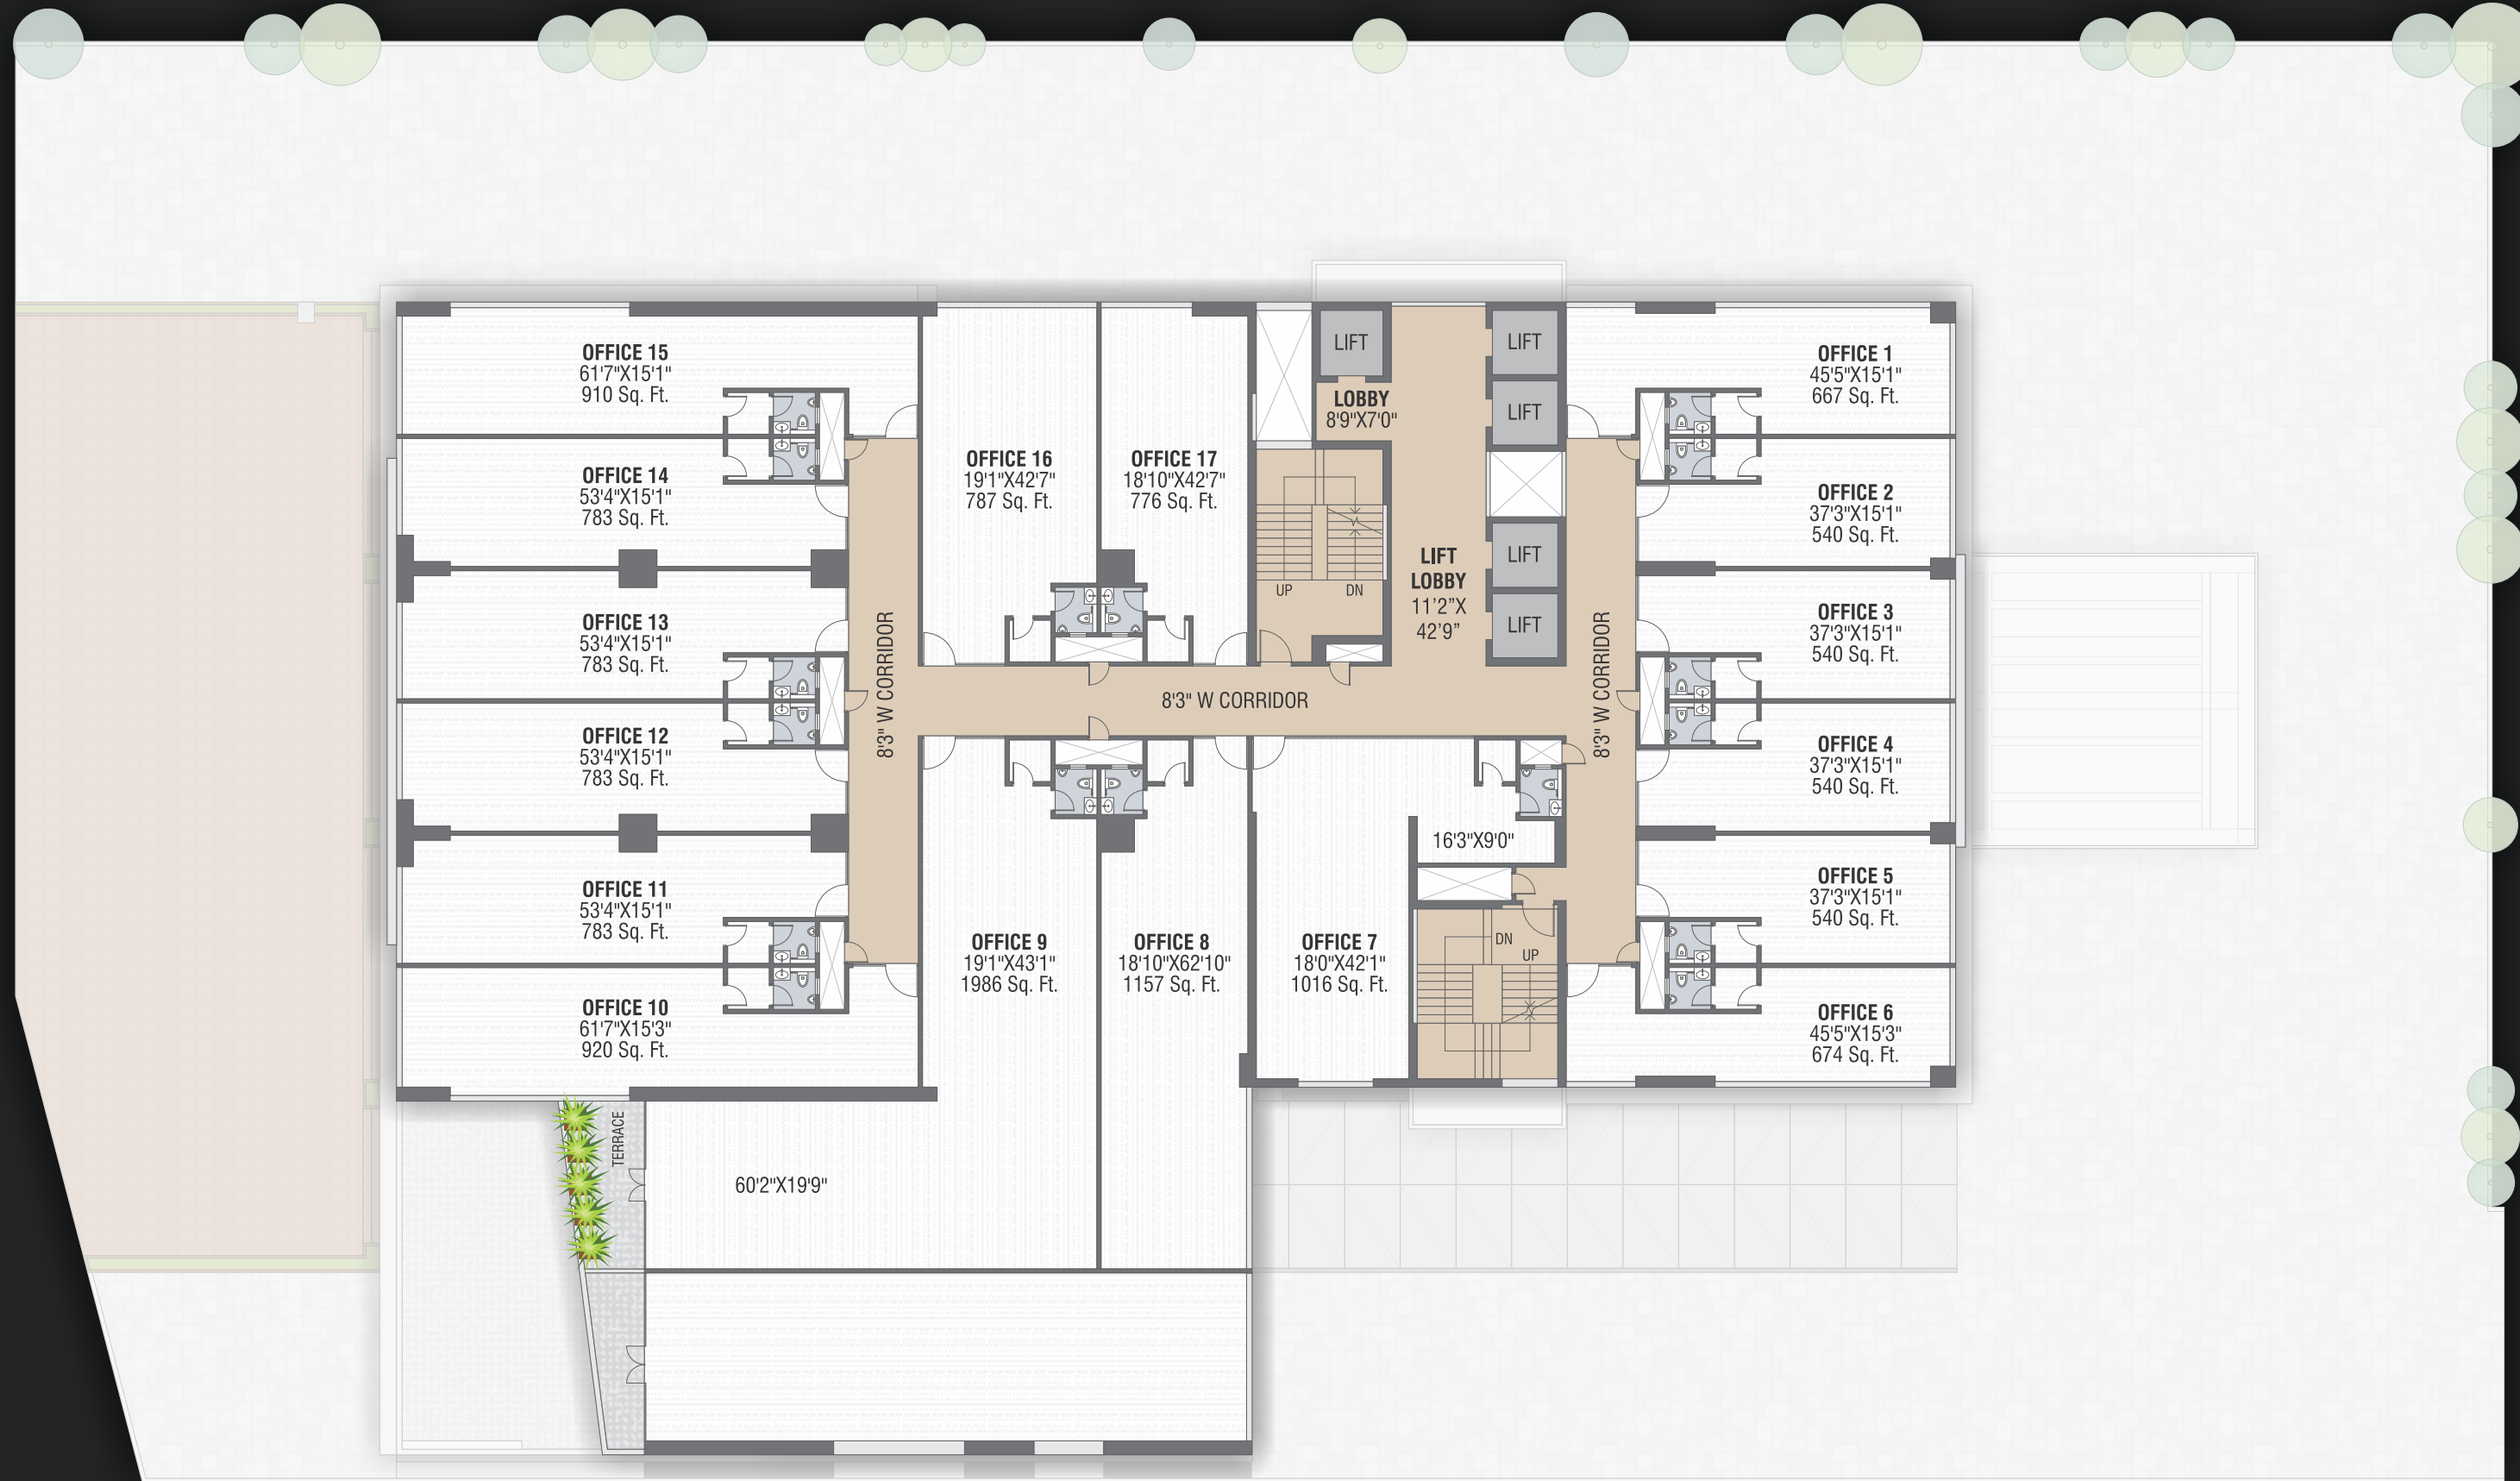 OFFICE 15
61'7"X15'1"
910 Sq. Ft.
OFFICE 14
53'4"X15'1"
783 Sq. Ft.
OFFICE 13
53'4"X15'1"
783 Sq. Ft.
OFFICE 12
53'4"X15'1"
783 Sq. Ft.
OFFICE 11
53'4"X15'1"
783 Sq. Ft.
OFFICE 10
61'7"X15'3"
920 Sq. Ft.
8'3" W CORRIDOR
OFFICE 16
19'1"X42'7"
787 Sq. Ft.
OFFICE 17
18'10"X42'7"
776 Sq. Ft.
LIFT
LOBBY
8'9"X7'0"
UP
DN
LIFT
LOBBY
11’2”X
42’9”
LIFT
LIFT
LIFT
LIFT
8'3" W CORRIDOR
8'3" W CORRIDOR
OFFICE 1
45'5"X15'1"
667 Sq. Ft.
OFFICE 2
37'3"X15'1"
540 Sq. Ft.
OFFICE 3
37'3"X15'1"
540 Sq. Ft.
OFFICE 4
37'3"X15'1"
540 Sq. Ft.
OFFICE 5
37'3"X15'1"
540 Sq. Ft.
OFFICE 6
45'5"X15'3"
674 Sq. Ft.
16'3"X9'0"
OFFICE 9
19'1"X43'1"
1986 Sq. Ft.
OFFICE 8
18'10"X62'10"
1157 Sq. Ft.
OFFICE 7
18'0"X42'1"
1016 Sq. Ft.
DN
UP
TERRACE
60'2"X19'9"